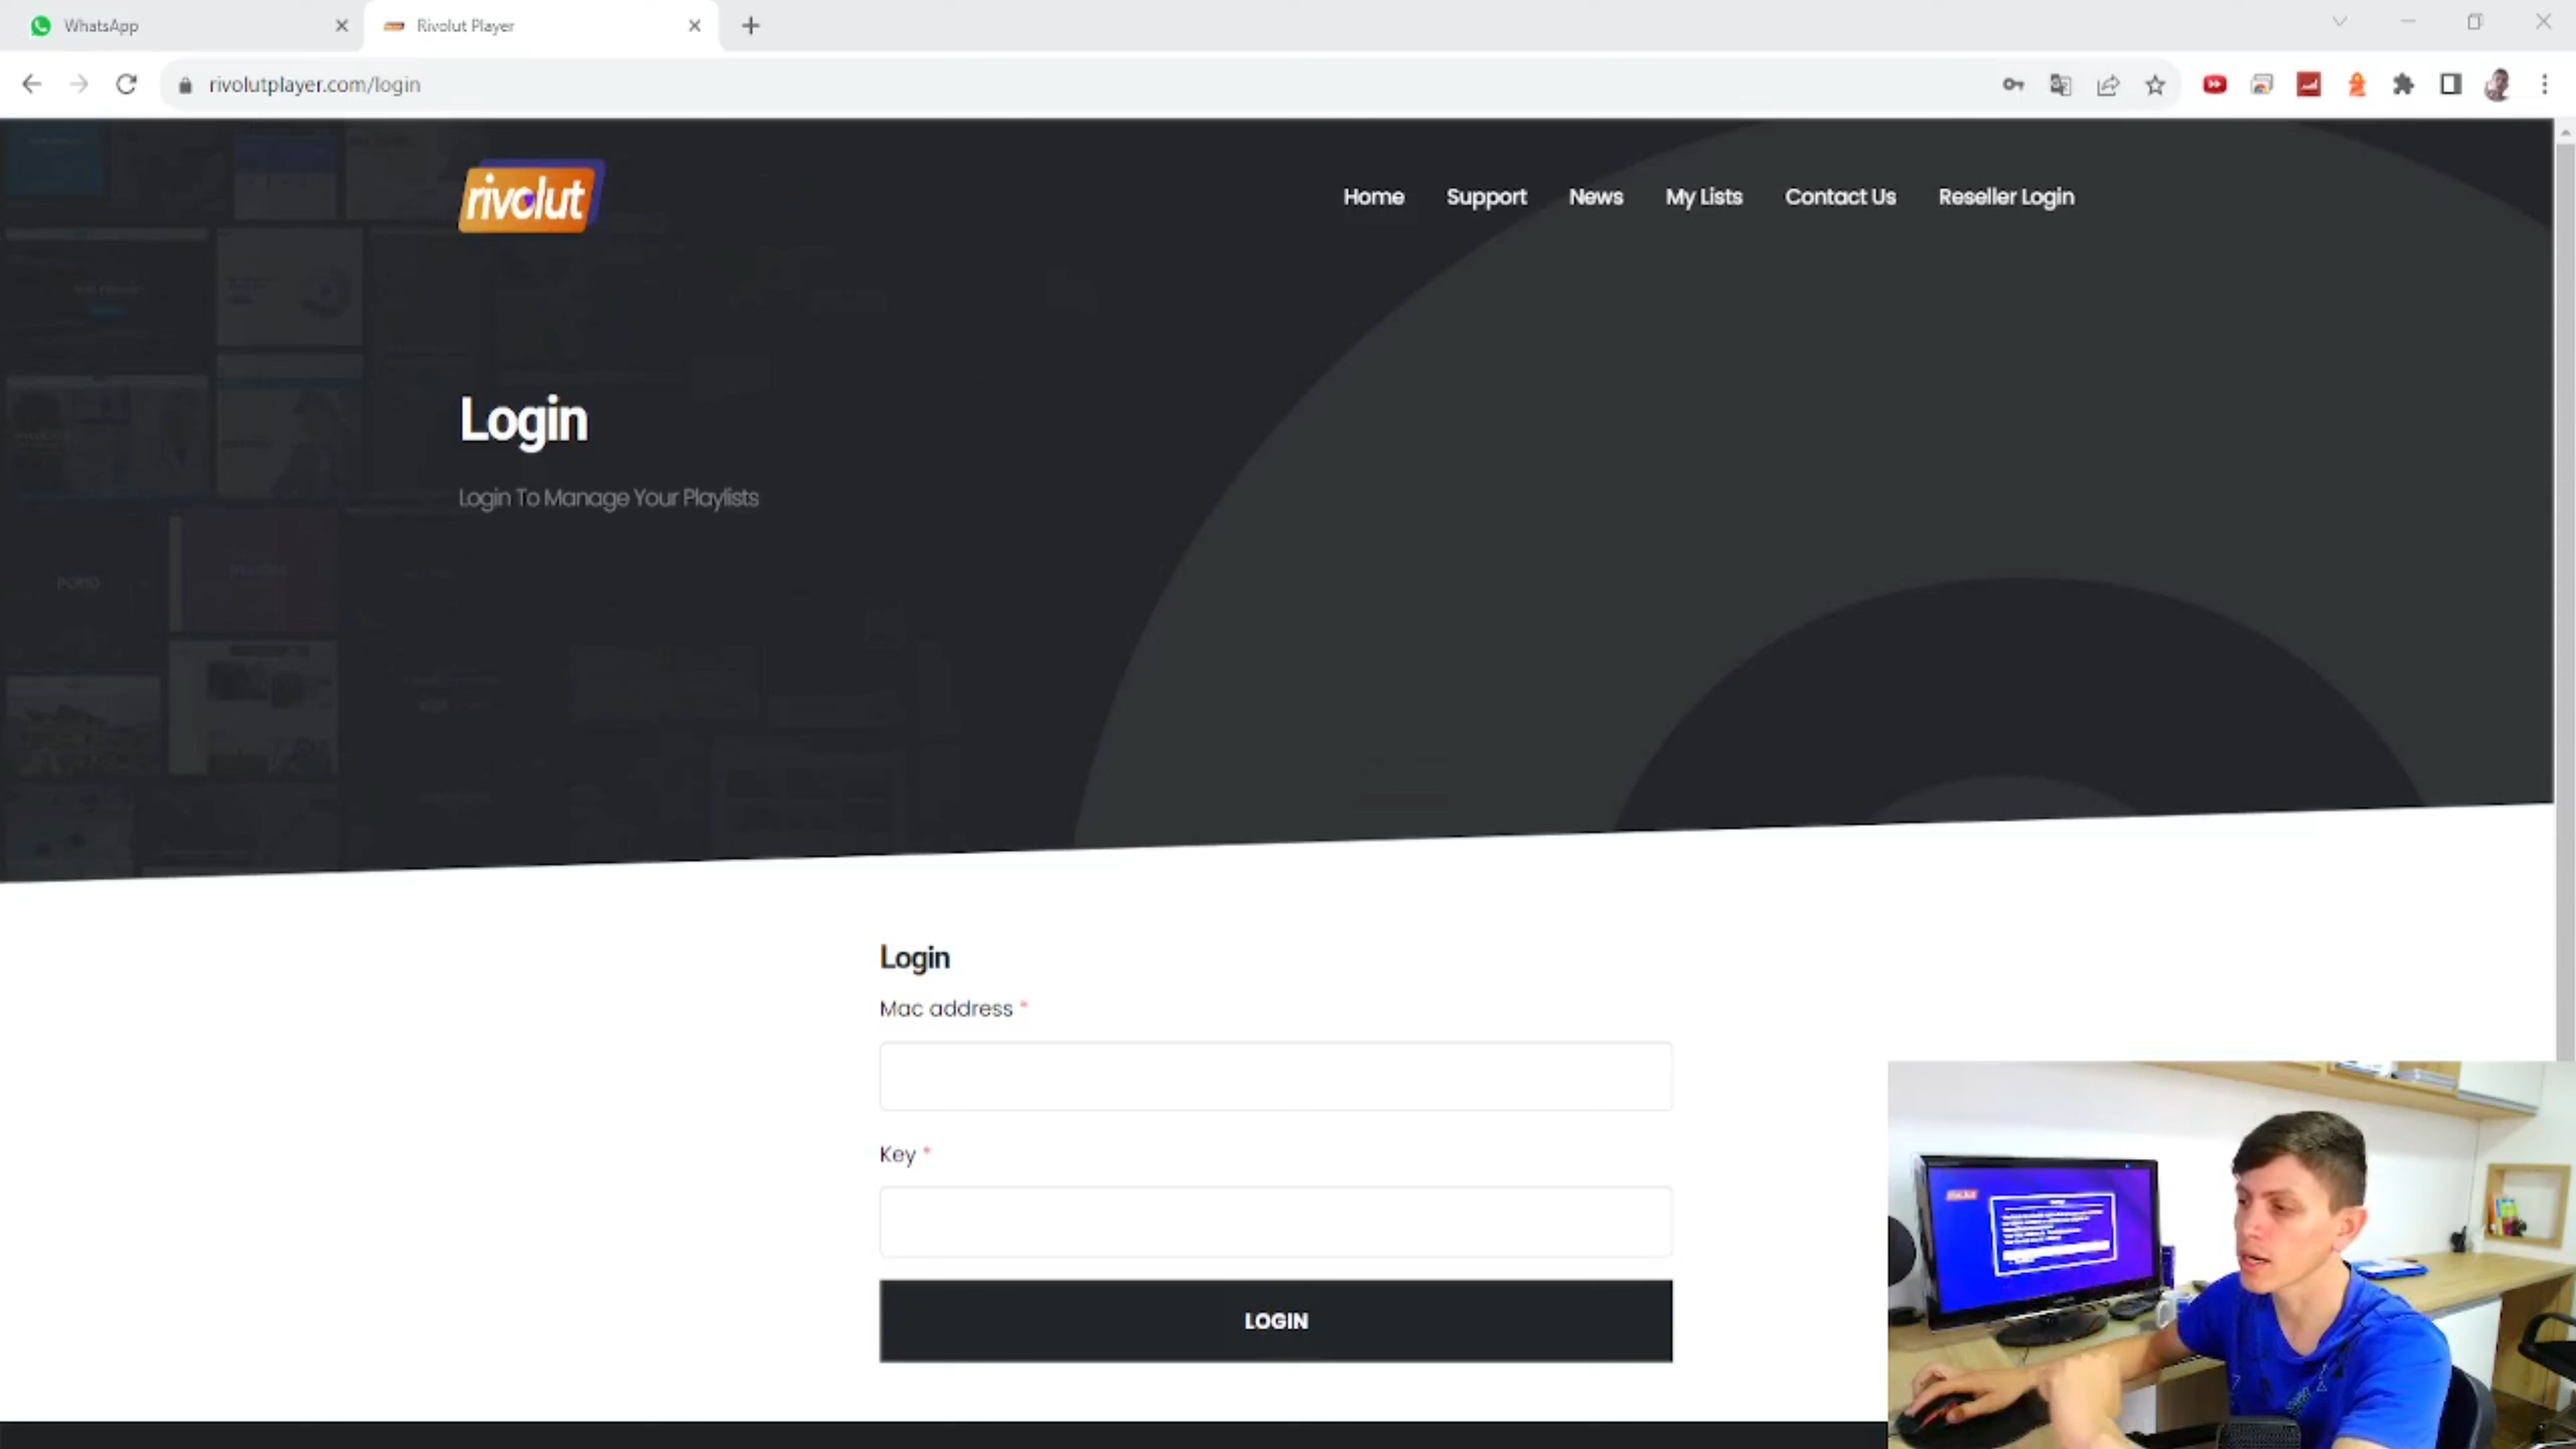 WhatsApp
Rivolut Player
rivolutplayer.com/login
rivolut
Home
Support
News
My Lists
Contact Us
Reseller Login
Login
Login To Manage Your Playlists
PORTO
Login
Mac address *
Key *
LOGIN